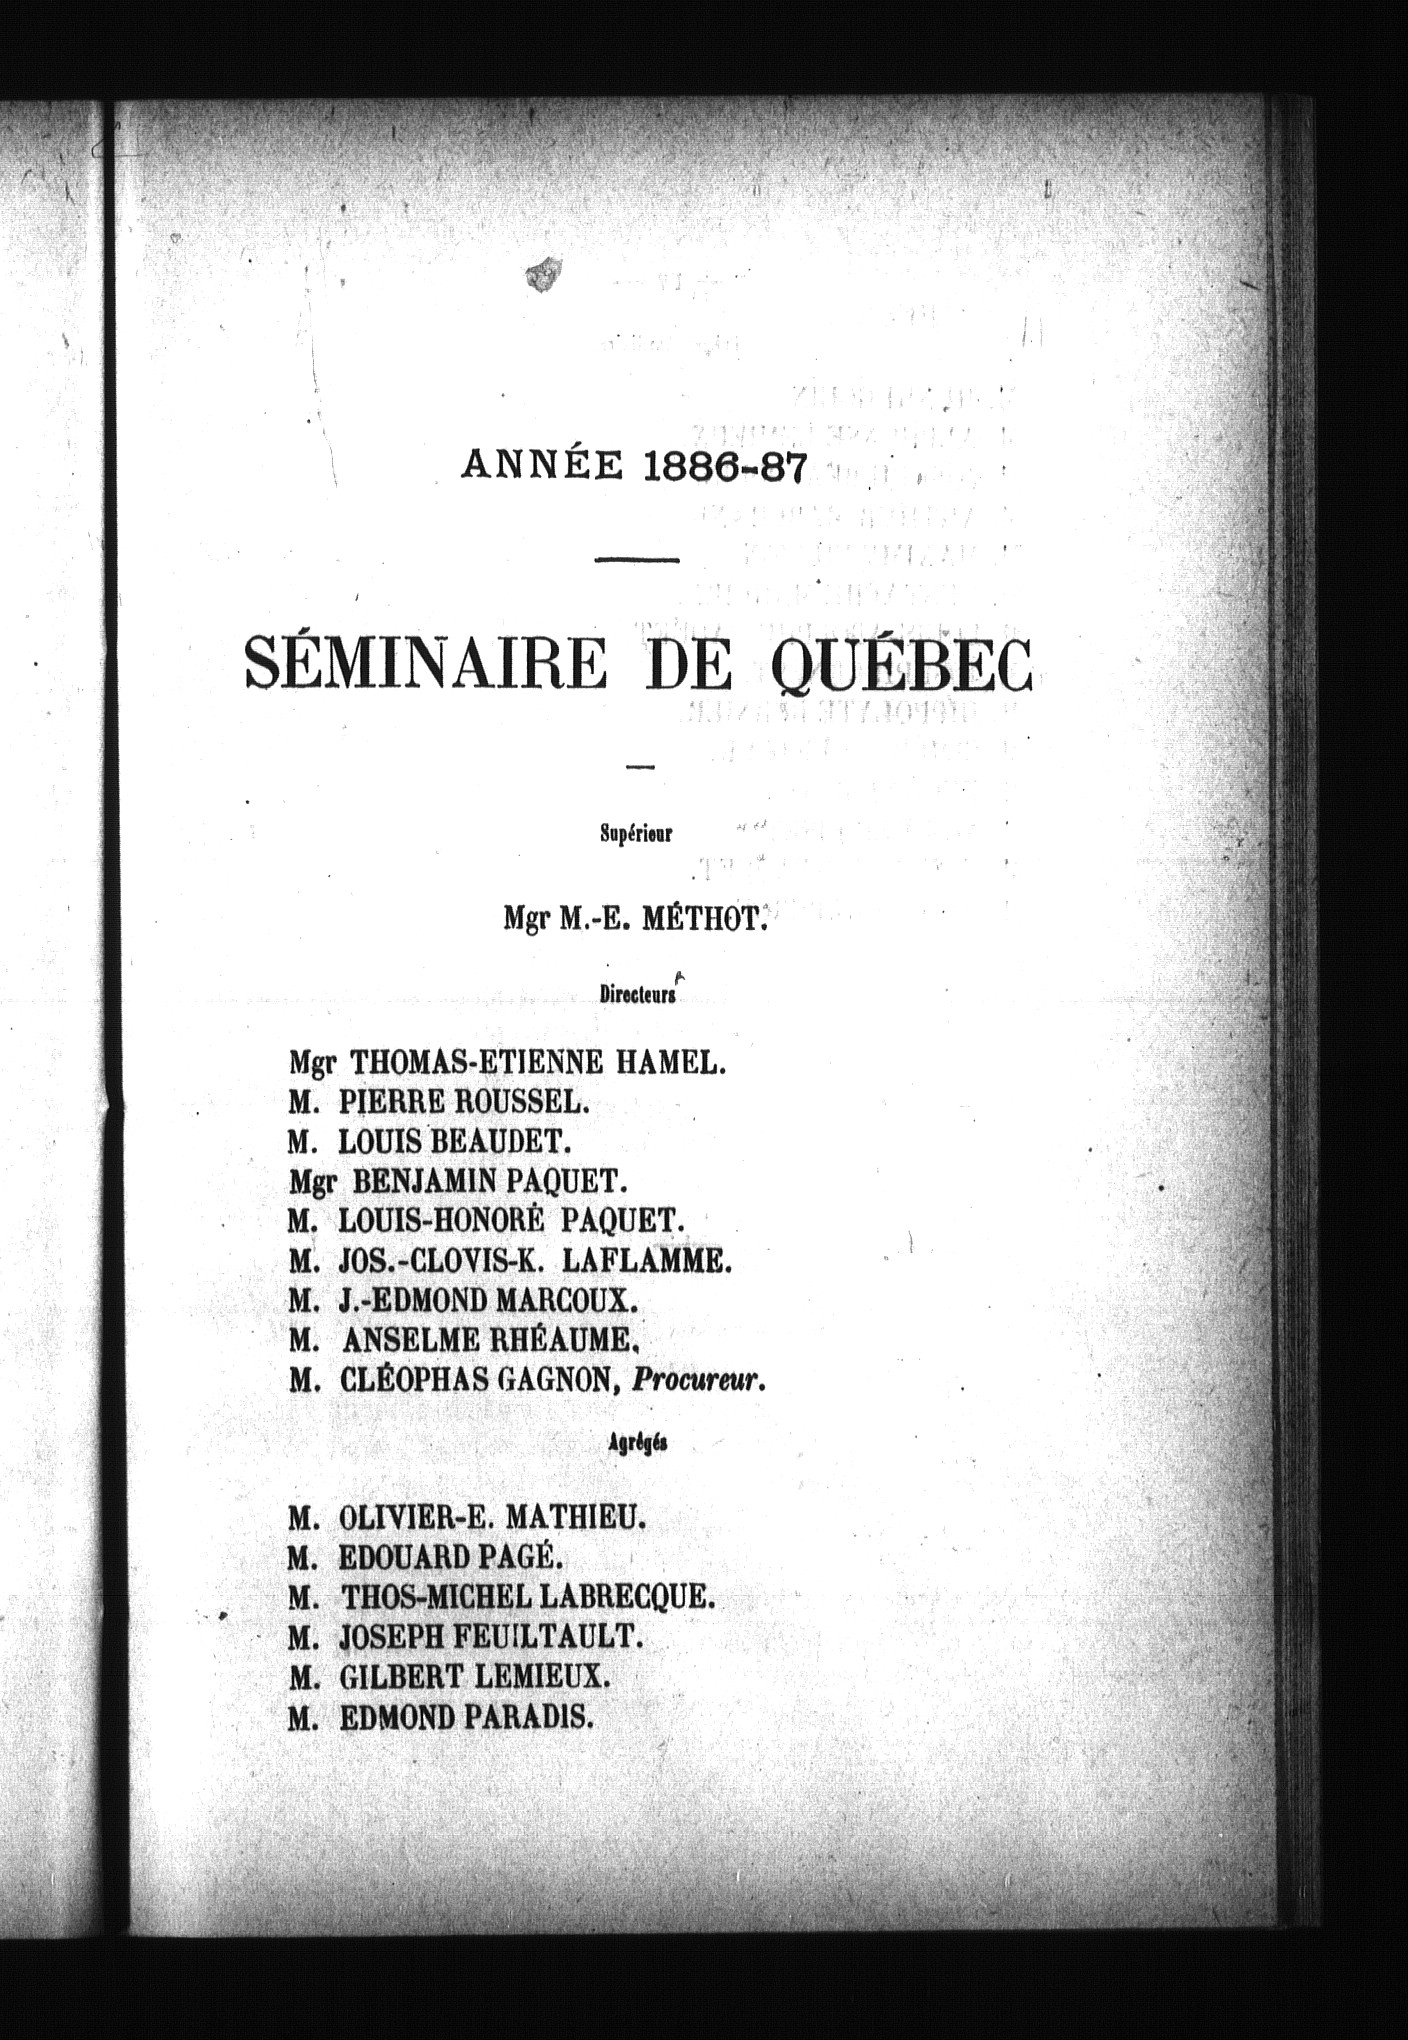 ANNÉE 1886-87
SÉMINAIRE DE QUÉBEC
Supérieur
Mgr M.-E. MÉTHOT.
Directeurs
Mgr THOMAS-ETIENNE HAMEL.
M. PIERRE ROUSSEL.
M. LOUIS BEAUDET.
Mgr BENJAMIN PAQUET.
M. LOUIS-HONORÉ PAQUET.
M. JOS.-CLOVIS-K. LAFLAMME.
M. J.-EDMOND MARCOUX.
M. ANSELME RHÉAUME.
M. CLÉOPHAS GAGNON, Procureur.
Agrégés
M. OLIVIER-E. MATHIEU.
M. EDOUARD PAGÉ.
M. THOS-MICHEL LABRECQUE.
M. JOSEPH FEUILTAULT.
M. GILBERT LEMIEUX.
M. EDMOND PARADIS.